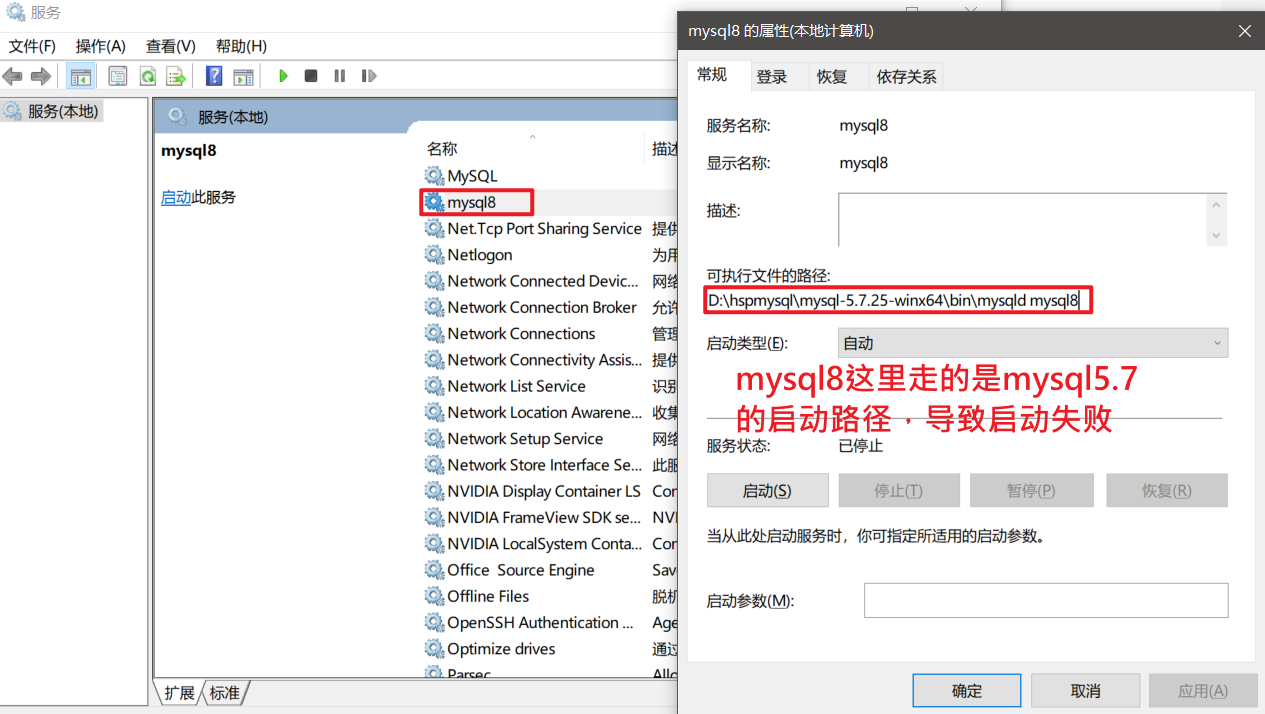 服务
文件(F) 操作(A) 查看(V) 帮助(H)
服务(本地)
服务(本地)
mysql8
启动此服务
名称 描述
MySQL
mysql8
Net.Tcp Port Sharing Service 提供
Netlogon 为用
Network Connected Devic... 网络
Network Connection Broker 允许
Network Connections 管理
Network Connectivity Assis... 提供
Network List Service 识别
Network Location Awarene... 收集
Network Setup Service 网络
Network Store Interface Se... 此服
NVIDIA Display Container LS Con
NVIDIA FrameView SDK se... NVI
NVIDIA LocalSystem Conta... Con
Office Source Engine Save
Offline Files 脱机
OpenSSH Authentication ... Age
Optimize drives 通过
Parsec Allo
扩展 标准
mysql8 的属性(本地计算机)
常规 登录 恢复 依存关系
服务名称: mysql8
显示名称: mysql8
描述:
可执行文件的路径:
D:\hspmysql\mysql-5.7.25-winx64\bin\mysqld mysql8
启动类型(E): 自动
mysql8这里走的是mysql5.7
的启动路径，导致启动失败
服务状态: 已停止
启动(S) 停止(T) 暂停(P) 恢复(R)
当从此处启动服务时，你可指定所适用的启动参数。
启动参数(M):
确定 取消 应用(A)